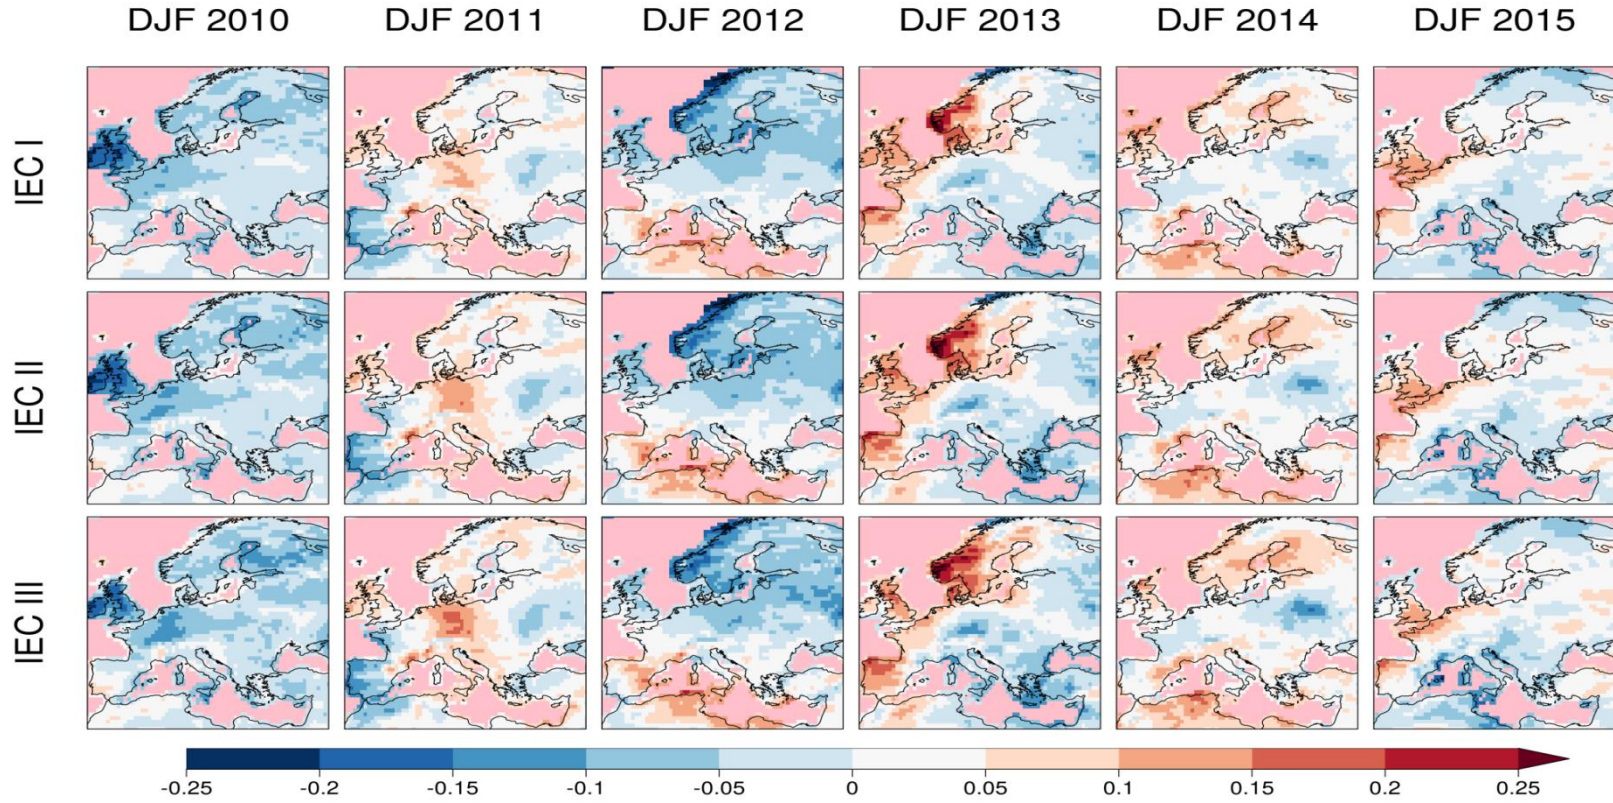 DJF 2010 DJF 2011 DJF 2012 DJF 2013 DJF 2014 DJF 2015
IEC I
IEC II
IEC III
-0.25 -0.2 -0.15 -0.1 -0.05 0 0.05 0.1 0.15 0.2 0.25